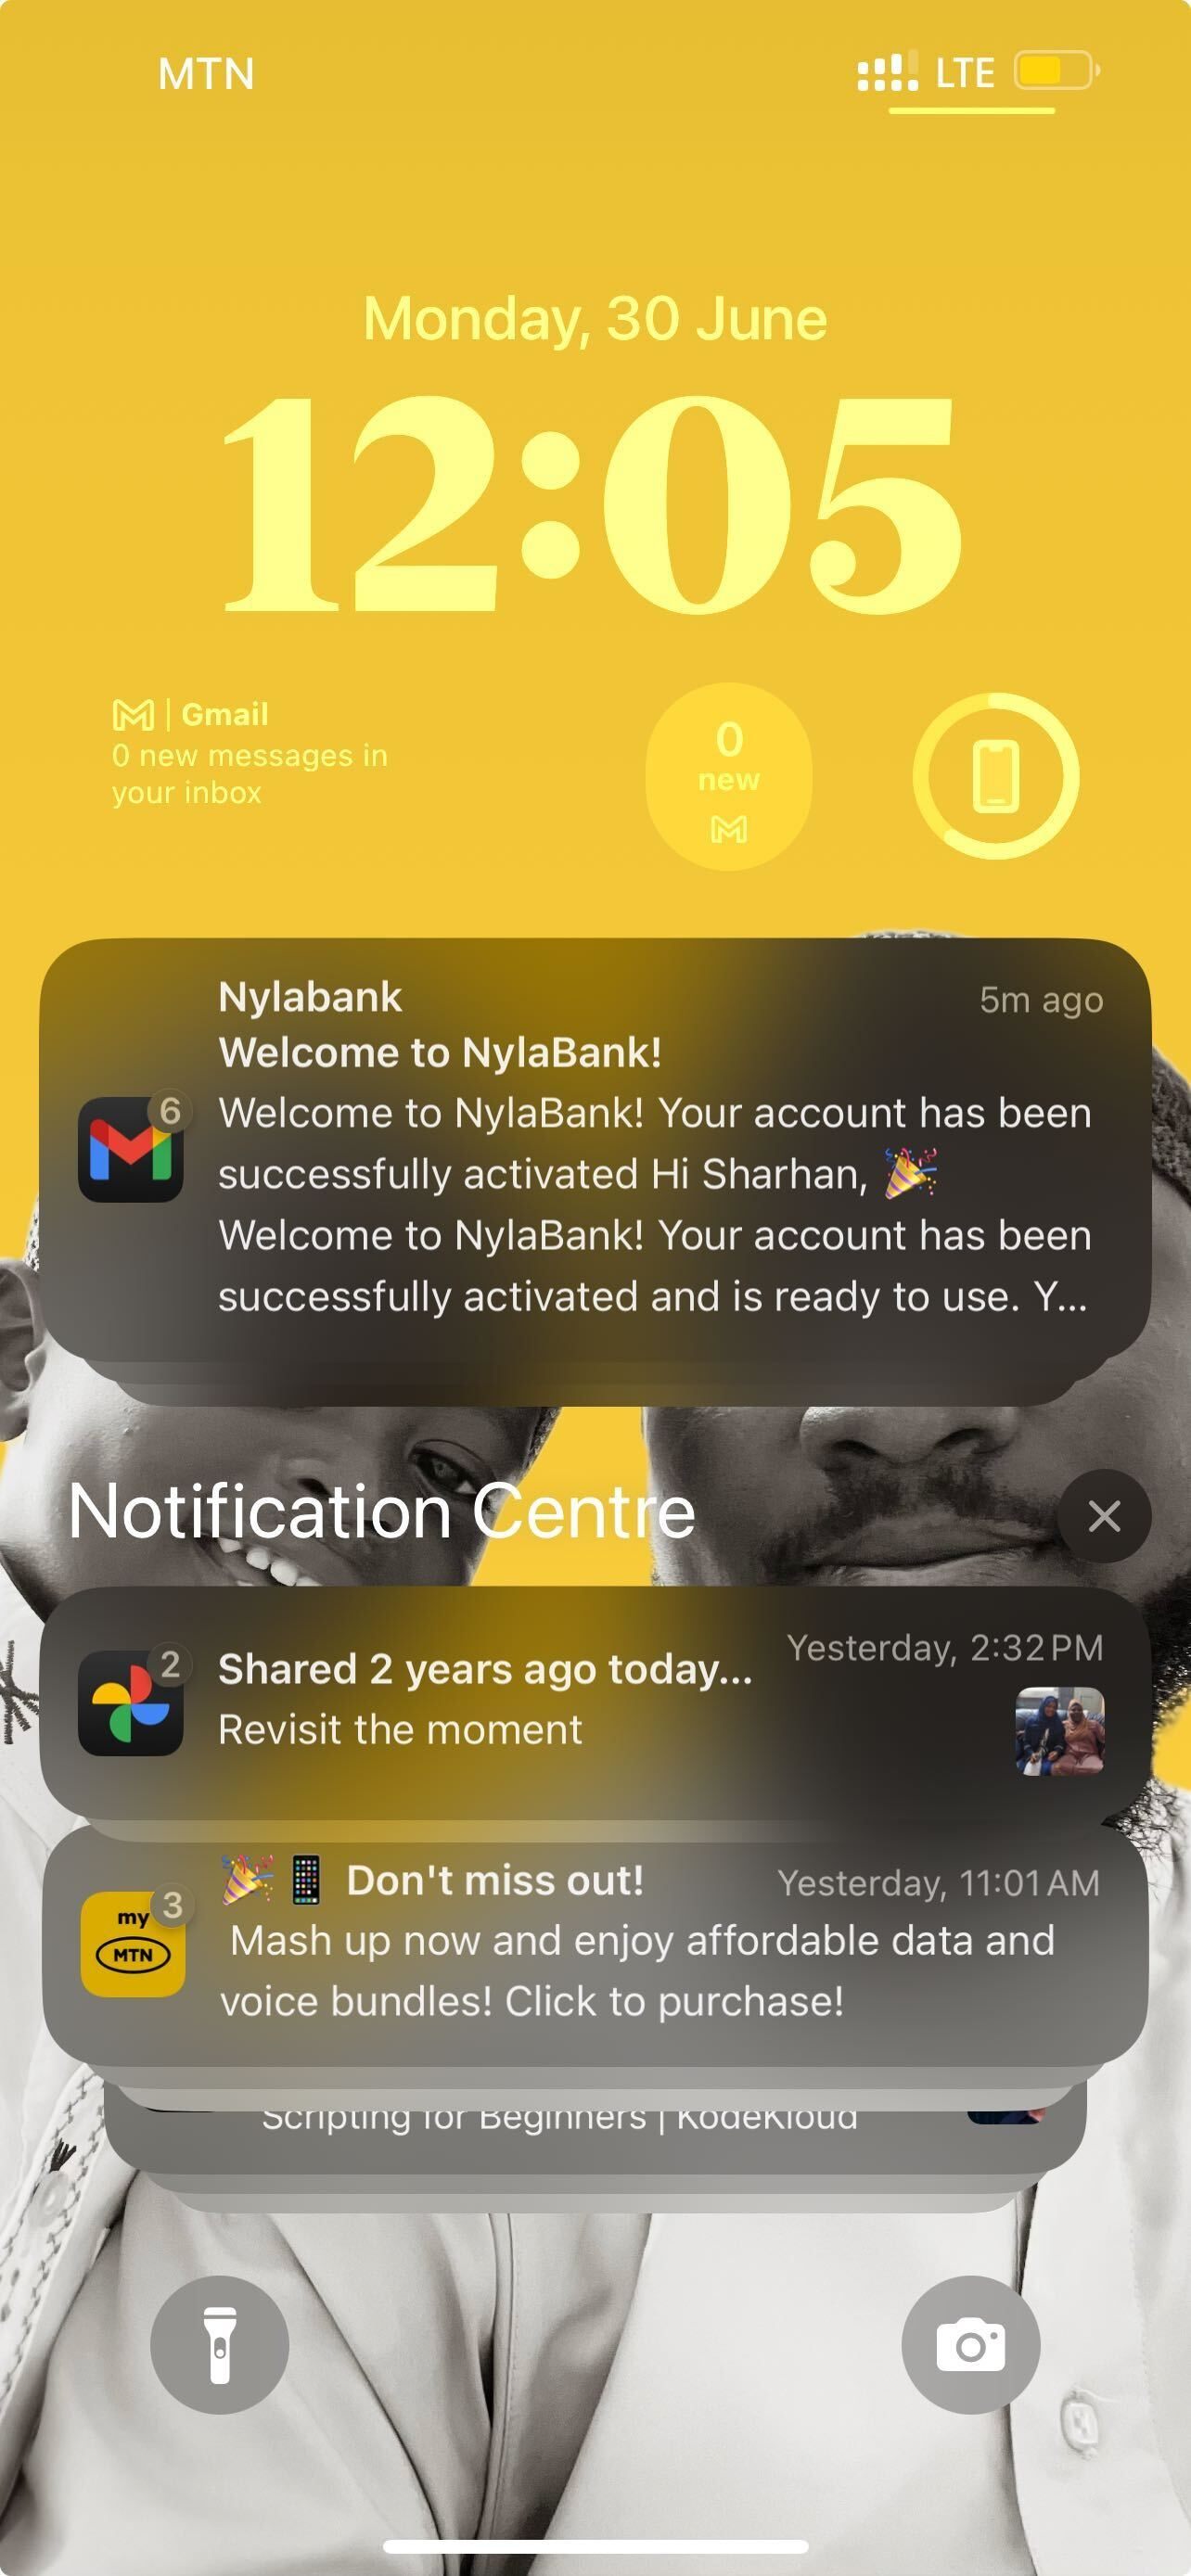 MTN
LTE
Monday, 30 June
12:05
| Gmail
0 new messages in
your inbox
0
new
Nylabank
5m ago
Welcome to NylaBank!
6
Welcome to NylaBank! Your account has been
successfully activated Hi Sharhan, 🎉
Welcome to NylaBank! Your account has been
successfully activated and is ready to use. Y...
Notification Centre
2
Shared 2 years ago today...
Yesterday, 2:32 PM
Revisit the moment
🎉📱 Don't miss out!
Yesterday, 11:01 AM
my
3
MTN
Mash up now and enjoy affordable data and
voice bundles! Click to purchase!
Scripting for Beginners | KodeKloud